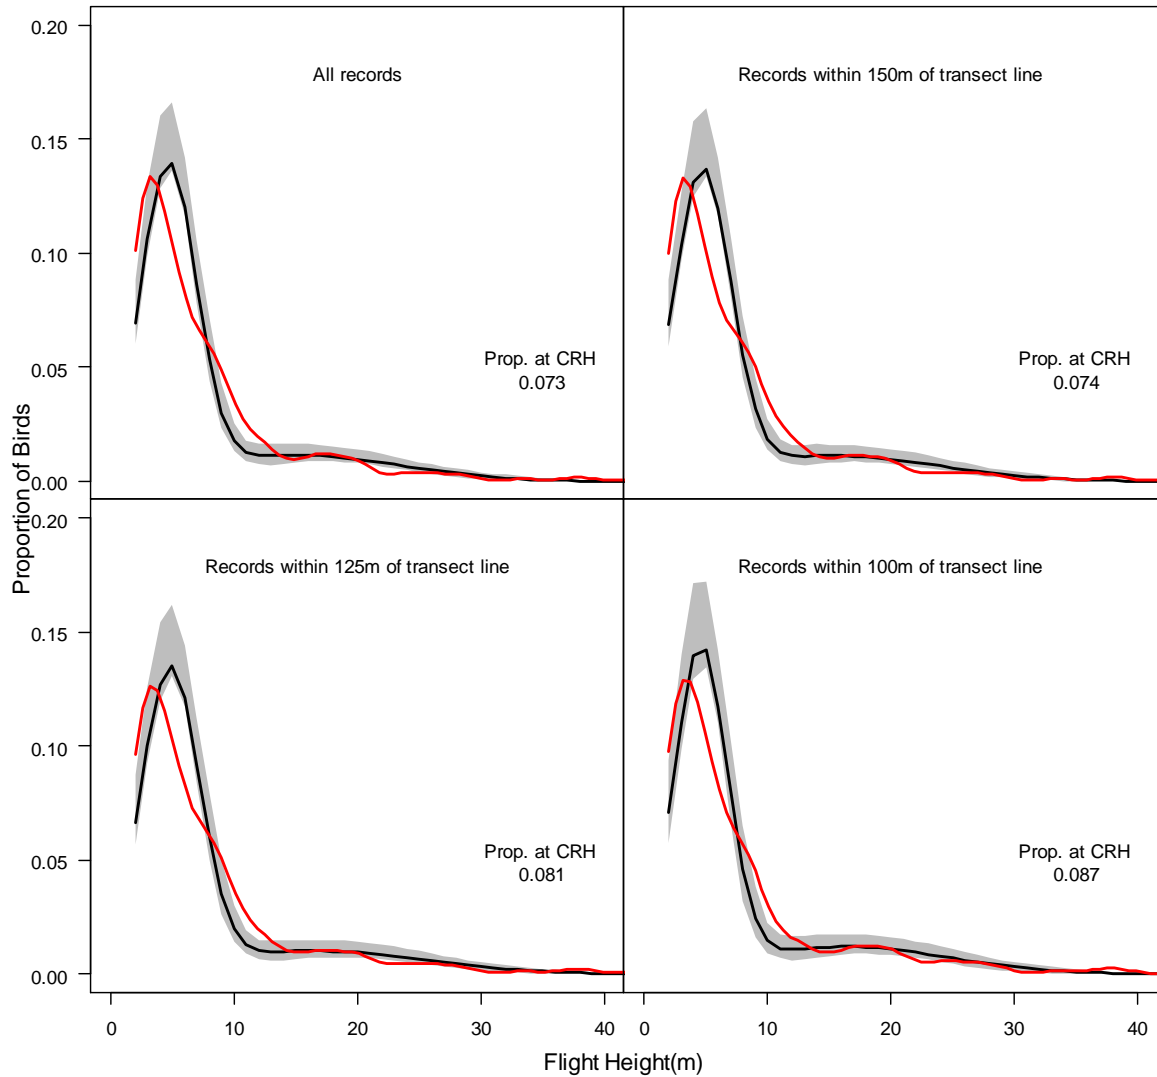 Proportion of Birds
0.20
0.15
0.10
0.05
0.00
All records
Prop. at CRH
0.073
Records within 150m of transect line
Prop. at CRH
0.074
0.20
0.15
0.10
0.05
0.00
Records within 125m of transect line
Prop. at CRH
0.081
Records within 100m of transect line
Prop. at CRH
0.087
0 10 20 30 40 0 10 20 30 40
Flight Height(m)